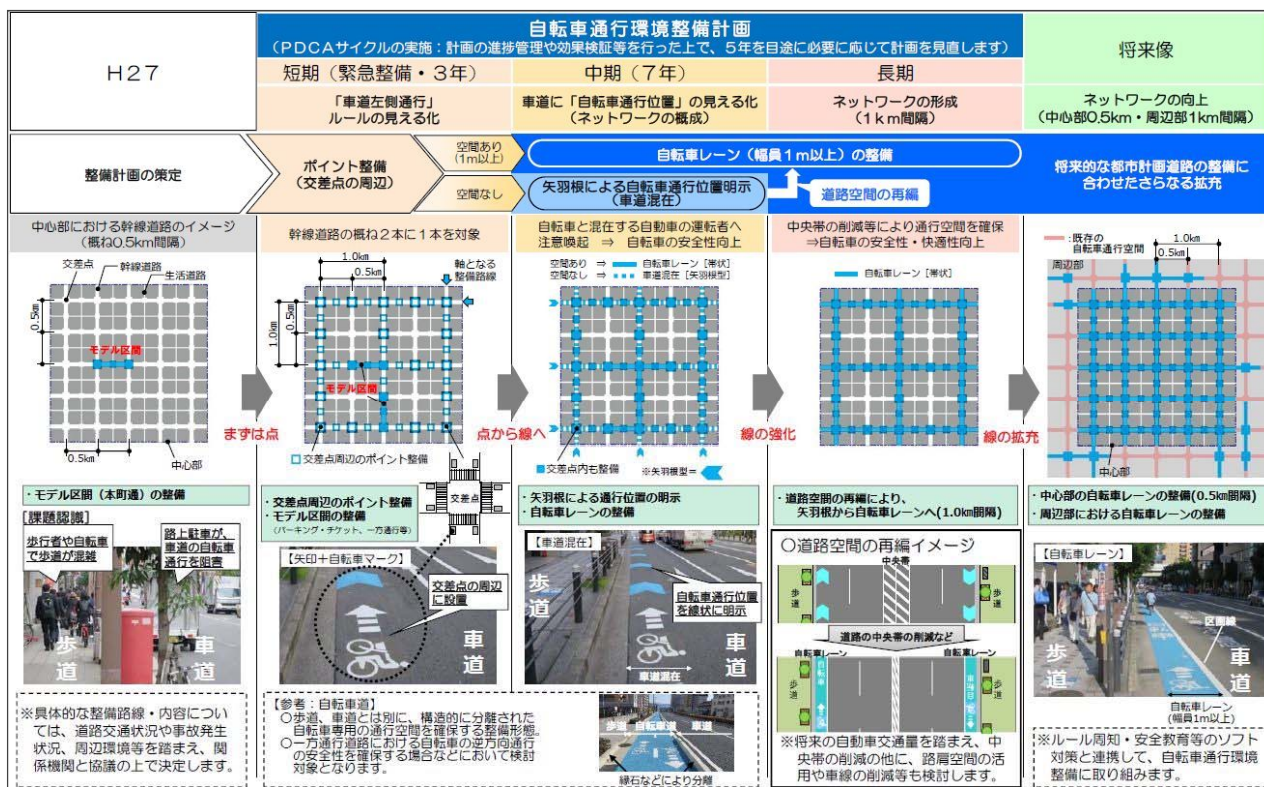 H27
自転車通行環境整備計画
(PDCAサイクルの実施:計画の進捗管理や効果検証等を行った上で、5年を目途に必要に応じて計画を見直します)
将来像
短期(緊急整備・3年)
中期(7年)
長期
「車道左側通行」
ルールの見える化
車道に「自転車通行位置」の見える化
(ネットワークの概成)
ネットワークの形成
(1km間隔)
ネットワークの向上
(中心部0.5km・周辺部1km間隔)
整備計画の策定
ポイント整備
(交差点の周辺)
空間あり
(1m以上)
空間なし
自転車レーン(幅員1m以上)の整備
矢羽根による自転車通行位置明示
(車道混在)
道路空間の再編
将来的な都市計画道路の整備に
合わせたさらなる拡充
中心部における幹線道路のイメージ
(概ね0.5km間隔)
交差点
幹線道路
生活道路
0.5km
モデル区間
0.5km
中心部
まずは点
幹線道路の概ね2本に1本を対象
1.0km
0.5km
軸となる
整備路線
0.5km
1.0km
モデル区間
□交差点周辺のポイント整備
点から線へ
自転車と混在する自動車の運転者へ
注意喚起 ⇒ 自転車の安全性向上
空間あり ⇒ 自転車レーン[帯状]
空間なし ⇒ 車道混在[矢羽根型]
■交差点内も整備
※矢羽根型=
線の強化
中央帯の削減等により通行空間を確保
⇒自転車の安全性・快適性向上
自転車レーン[帯状]
線の拡充
:既存の
自転車通行空間
周辺部
1.0km
0.5km
中心部
・モデル区間(本町通)の整備
[課題認識]
歩行者や自転車
で歩道が混雑
路上駐車が、
車道の自転車
通行を阻害
歩道
車道
・交差点周辺のポイント整備
・モデル区間の整備
(パーキング・チケット、一方通行等)
交差点
【矢印+自転車マーク】
交差点の周辺
に設置
歩道
車道
・矢羽根による通行位置の明示
・自転車レーンの整備
【車道混在】
自転車通行位置
を線状に明示
歩道
車道
車道混在
・道路空間の再編により、
矢羽根から自転車レーンへ(1.0km間隔)
○道路空間の再編イメージ
中央帯
歩道
歩道
道路の中央帯の削減など
自転車レーン
自転車レーン
歩道
自転車
歩道
・中心部の自転車レーンの整備(0.5km間隔)
・周辺部における自転車レーンの整備
【自転車レーン】
区画線
歩道
車道
自転車レーン
(幅員1m以上)
※具体的な整備路線・内容につい
ては、道路交通状況や事故発生
状況、周辺環境等を踏まえ、関
係機関と協議の上で決定します。
【参考:自転車道】
○歩道、車道とは別に、構造的に分離された
自転車専用の通行空間を確保する整備形態。
○一方通行道路における自転車の逆方向通行
の安全性を確保する場合などにおいて検討
対象となります。
歩道
自転車道
車道
縁石などにより分離
※将来の自動車交通量を踏まえ、中
央帯の削減の他に、路肩空間の活
用や車線の削減等も検討します。
※ルール周知・安全教育等のソフト
対策と連携して、自転車通行環境
整備に取り組みます。